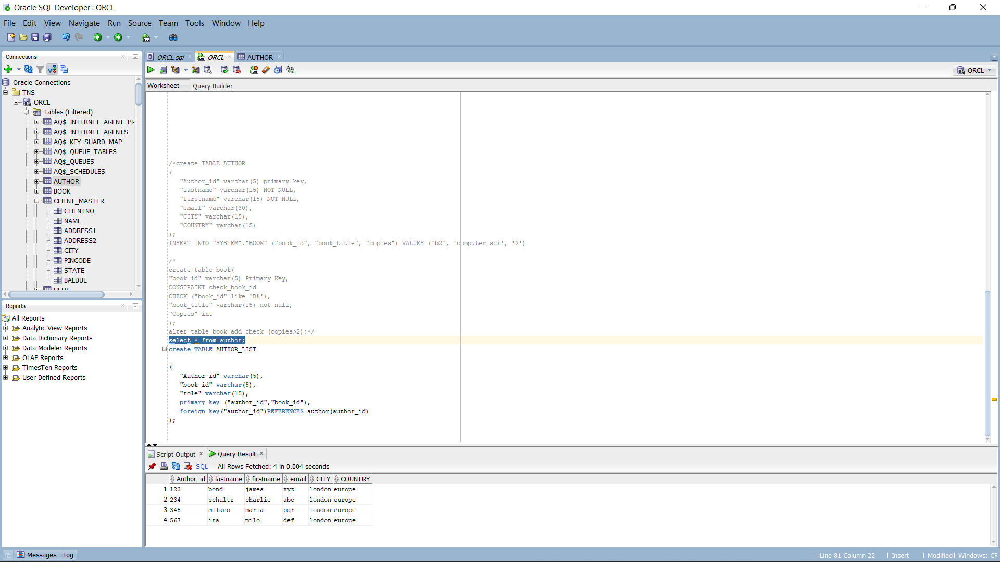 Oracle SQL Developer : ORCL
File Edit View Navigate Run Source Team Tools Window Help
Connections
Oracle Connections
TNS
ORCL
Tables (Filtered)
AQ$_INTERNET_AGENT_PR
AQ$_INTERNET_AGENTS
AQ$_KEY_SHARD_MAP
AQ$_QUEUE_TABLES
AQ$_QUEUES
AQ$_SCHEDULES
AUTHOR
BOOK
CLIENT_MASTER
CLIENTNO
NAME
ADDRESS1
ADDRESS2
CITY
PINCODE
STATE
BALDUE
HELP
Reports
All Reports
Analytic View Reports
Data Dictionary Reports
Data Modeler Reports
OLAP Reports
TimesTen Reports
User Defined Reports
ORCL.sql ORCL AUTHOR
ORCL
Worksheet Query Builder
/*create TABLE AUTHOR
(
"Author_id" varchar(5) primary key,
"lastname" varchar(15) NOT NULL,
"firstname" varchar(15) NOT NULL,
"email" varchar(30),
"CITY" varchar(15),
"COUNTRY" varchar(15)
);
INSERT INTO "SYSTEM"."BOOK" ("book_id", "book_title", "copies") VALUES ('b2', 'computer sci', '2')
/*
create table book(
"book_id" varchar(5) Primary Key,
CONSTRAINT check_book_id
CHECK ("book_id" like 'B%'),
"book_title" varchar(15) not null,
"Copies" int
);
alter table book add check (copies>2);*/
select * from author;
create TABLE AUTHOR_LIST
(
"Author_id" varchar(5),
"book_id" varchar(5),
"role" varchar(15),
primary key ("author_id","book_id"),
foreign key("author_id")REFERENCES author(author_id)
);
Script Output Query Result
SQL All Rows Fetched: 4 in 0.004 seconds
Author_id lastname firstname email CITY COUNTRY
1 123 bond james xyz london europe
2 234 schultz charlie abc london europe
3 345 milano maria pqr london europe
4 567 ira milo def london europe
Messages - Log
Line 81 Column 22 Insert Modified Windows: CR